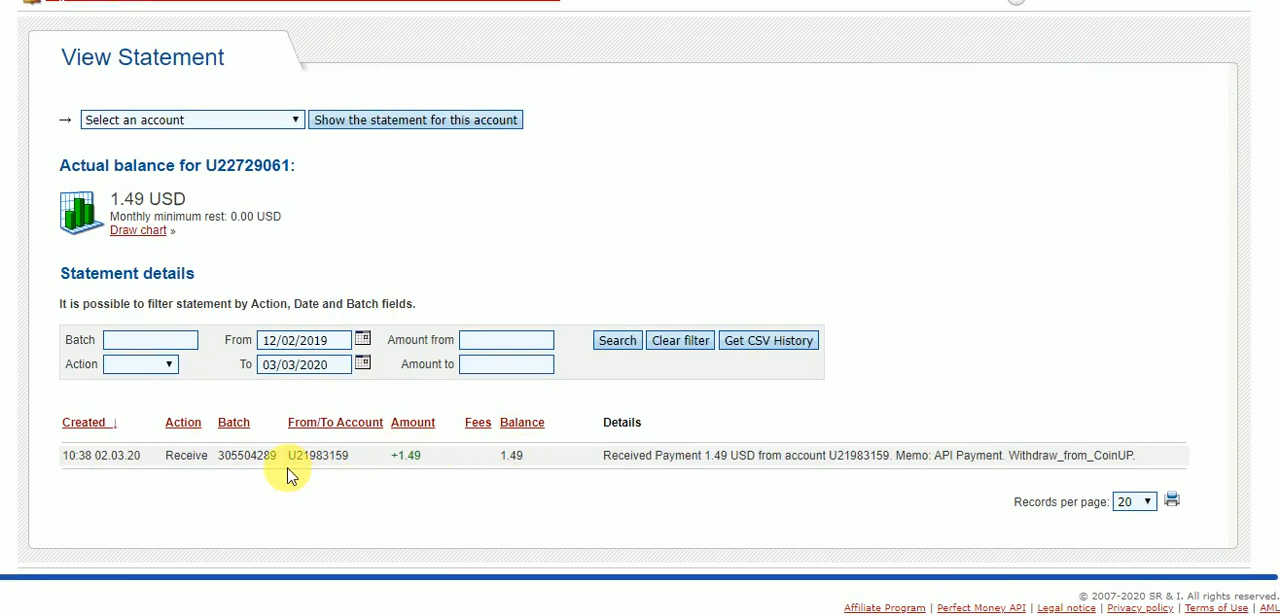 View Statement
→ Select an account ▼ Show the statement for this account
Actual balance for U22729061:
1.49 USD
Monthly minimum rest: 0.00 USD
Draw chart »
Statement details
It is possible to filter statement by Action, Date and Batch fields.
Batch From 12/02/2019 Amount from Search Clear filter Get CSV History
Action ▼ To 03/03/2020 Amount to
Created ↓ Action Batch From/To Account Amount Fees Balance Details
10:38 02.03.20 Receive 305504289 U21983159 +1.49 1.49 Received Payment 1.49 USD from account U21983159. Memo: API Payment. Withdraw_from_CoinUP.
Records per page: 20 ▼
© 2007-2020 SR & I. All rights reserved.
Affiliate Program | Perfect Money API | Legal notice | Privacy policy | Terms of Use | AML